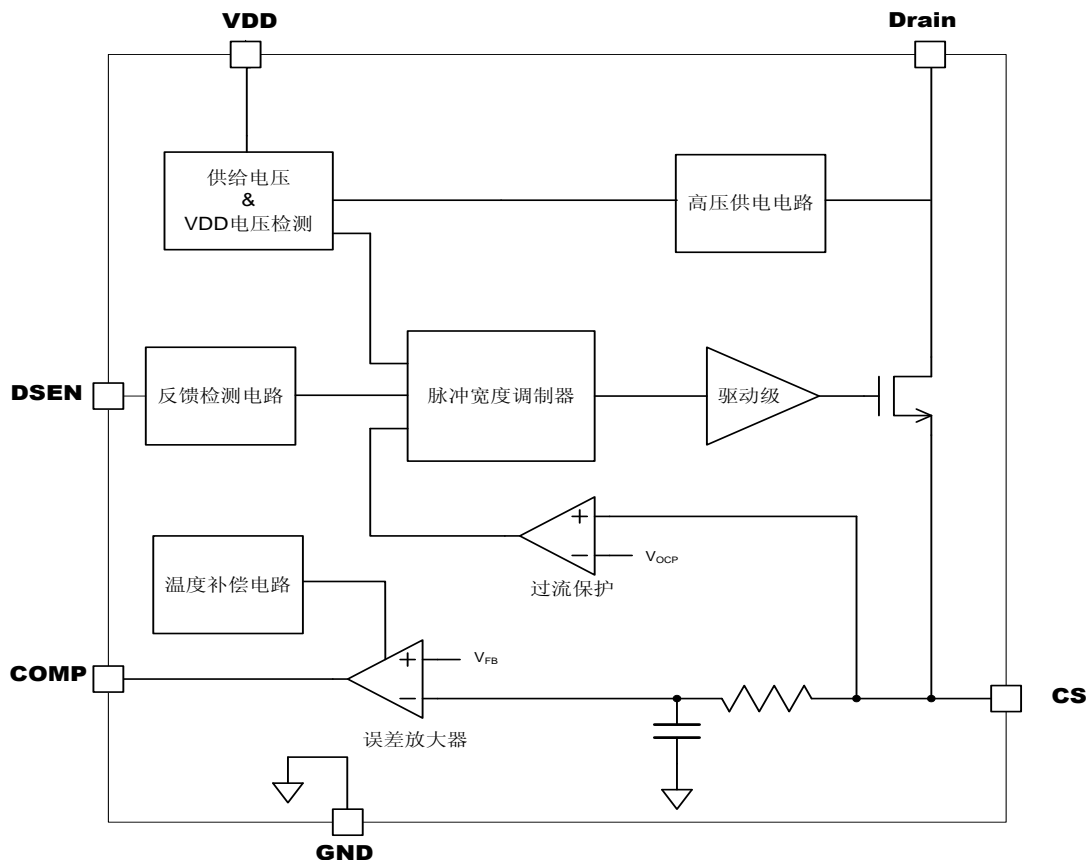 VDD
Drain
供给电压
&
VDD电压检测
高压供电电路
DSEN
反馈检测电路
脉冲宽度调制器
驱动级
+
−
VOCP
过流保护
温度补偿电路
COMP
+
−
VFB
误差放大器
CS
GND